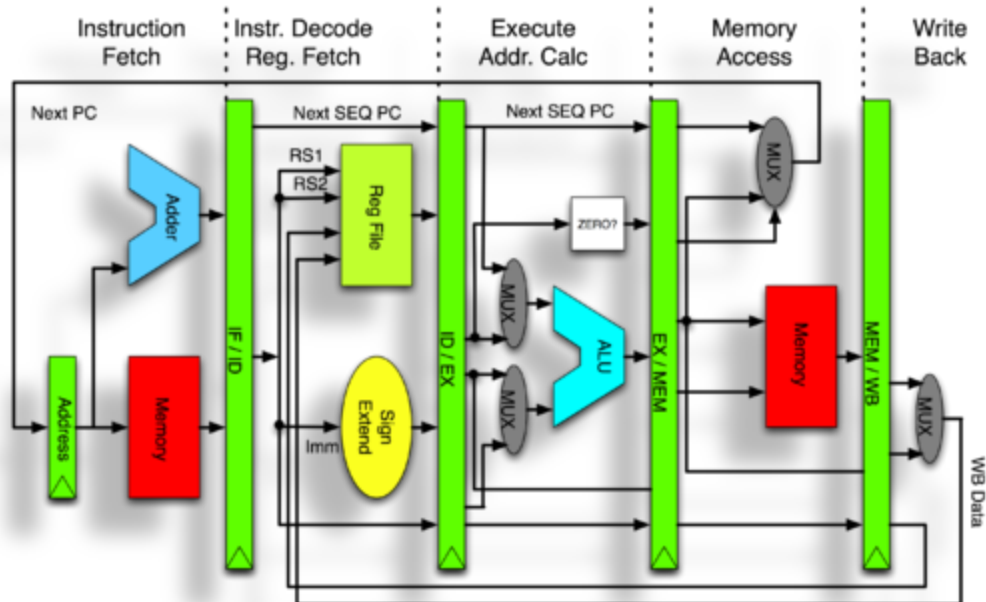 Instruction
Fetch
Instr. Decode
Reg. Fetch
Execute
Addr. Calc
Memory
Access
Write
Back
Next PC
Next SEQ PC
Next SEQ PC
RS1
RS2
Reg File
Adder
ZERO?
MUX
MUX
MUX
ALU
IF / ID
ID / EX
EX / MEM
MEM / WB
Memory
MUX
Address
Memory
Sign
Extend
Imm
WB Data